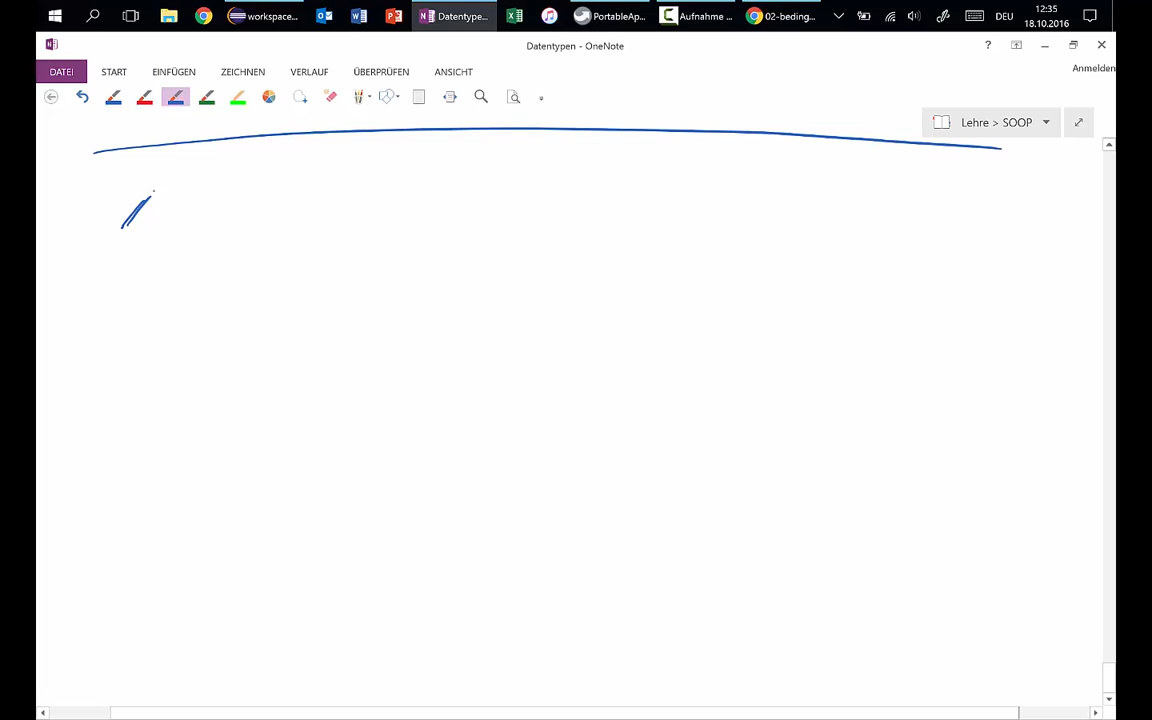 workspace...
Datentype...
PortableAp...
Aufnahme ...
02-beding...
DEU
12:35
18.10.2016
Datentypen - OneNote
?
Anmelden
DATEI START EINFÜGEN ZEICHNEN VERLAUF ÜBERPRÜFEN ANSICHT
Lehre > SOOP